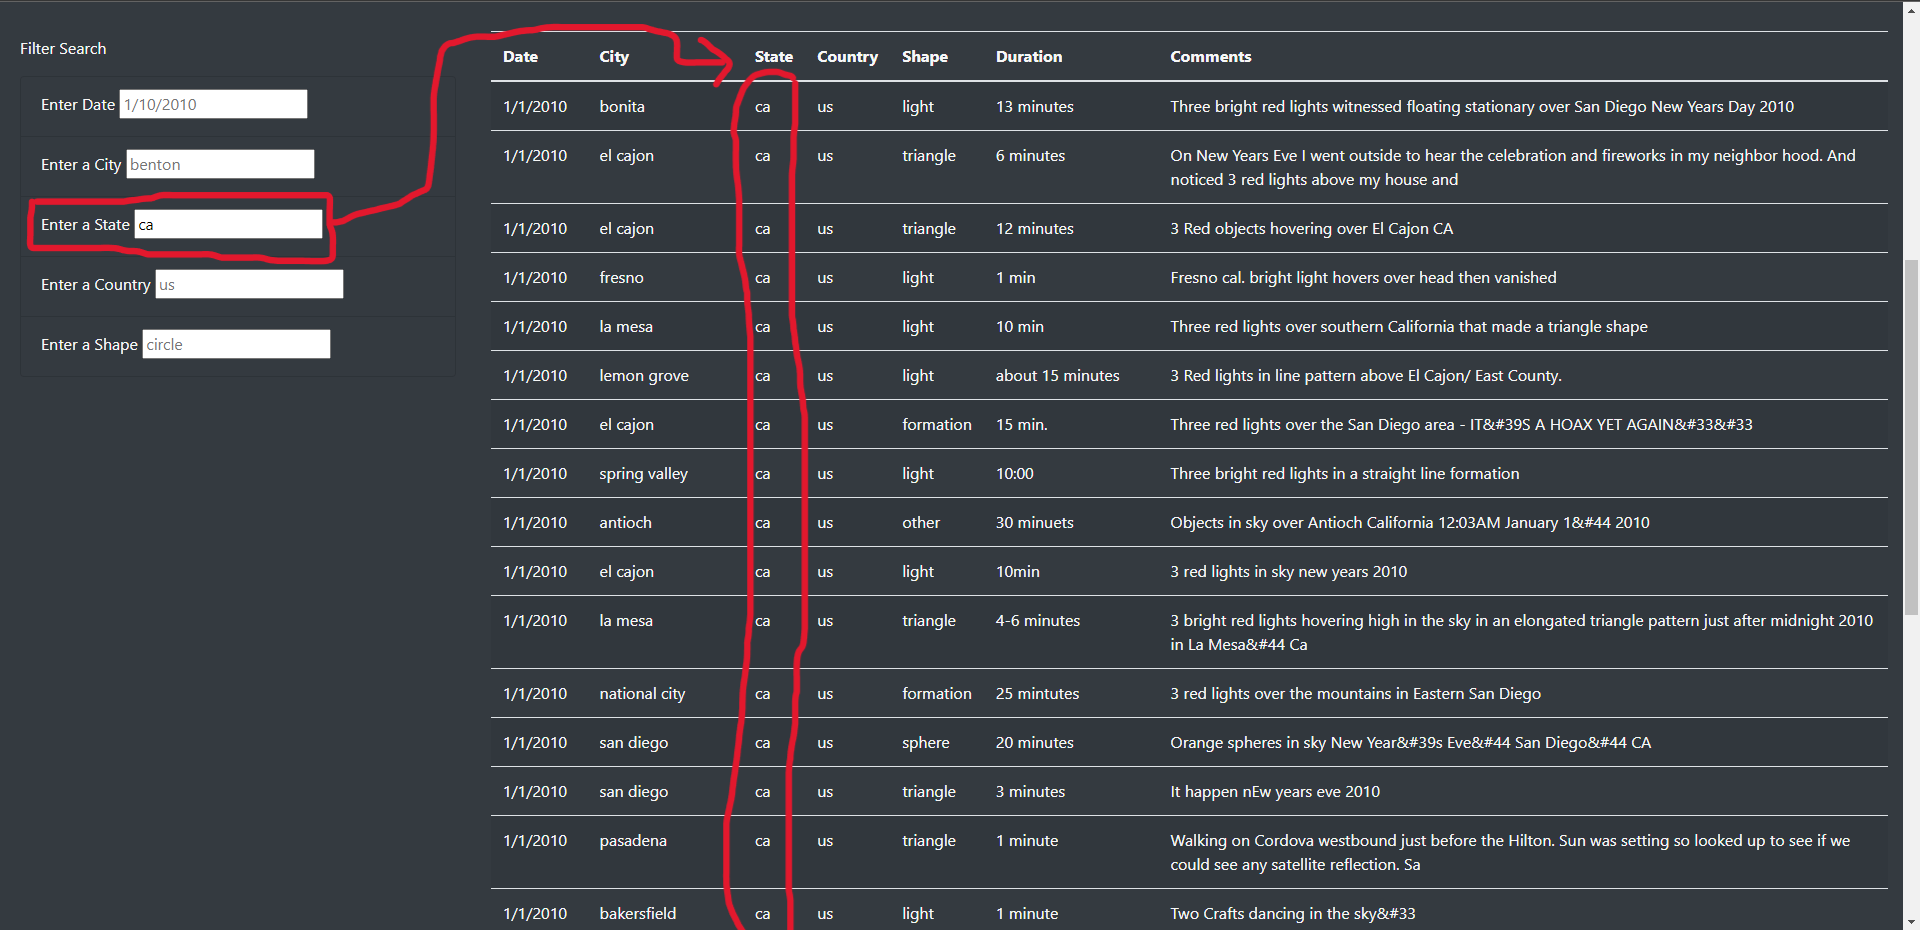 Filter Search
Enter Date 1/10/2010
Enter a City benton
Enter a State ca
Enter a Country us
Enter a Shape circle
Date City State Country Shape Duration Comments
1/1/2010 bonita ca us light 13 minutes Three bright red lights witnessed floating stationary over San Diego New Years Day 2010
1/1/2010 el cajon ca us triangle 6 minutes On New Years Eve I went outside to hear the celebration and fireworks in my neighbor hood. And
noticed 3 red lights above my house and
1/1/2010 el cajon ca us triangle 12 minutes 3 Red objects hovering over El Cajon CA
1/1/2010 fresno ca us light 1 min Fresno cal. bright light hovers over head then vanished
1/1/2010 la mesa ca us light 10 min Three red lights over southern California that made a triangle shape
1/1/2010 lemon grove ca us light about 15 minutes 3 Red lights in line pattern above El Cajon/ East County.
1/1/2010 el cajon ca us formation 15 min. Three red lights over the San Diego area - IT&#39S A HOAX YET AGAIN&#33&#33
1/1/2010 spring valley ca us light 10:00 Three bright red lights in a straight line formation
1/1/2010 antioch ca us other 30 minuets Objects in sky over Antioch California 12:03AM January 1&#44 2010
1/1/2010 el cajon ca us light 10min 3 red lights in sky new years 2010
1/1/2010 la mesa ca us triangle 4-6 minutes 3 bright red lights hovering high in the sky in an elongated triangle pattern just after midnight 2010
in La Mesa&#44 Ca
1/1/2010 national city ca us formation 25 mintutes 3 red lights over the mountains in Eastern San Diego
1/1/2010 san diego ca us sphere 20 minutes Orange spheres in sky New Year&#39s Eve&#44 San Diego&#44 CA
1/1/2010 san diego ca us triangle 3 minutes It happen nEw years eve 2010
1/1/2010 pasadena ca us triangle 1 minute Walking on Cordova westbound just before the Hilton. Sun was setting so looked up to see if we
could see any satellite reflection. Sa
1/1/2010 bakersfield ca us light 1 minute Two Crafts dancing in the sky&#33